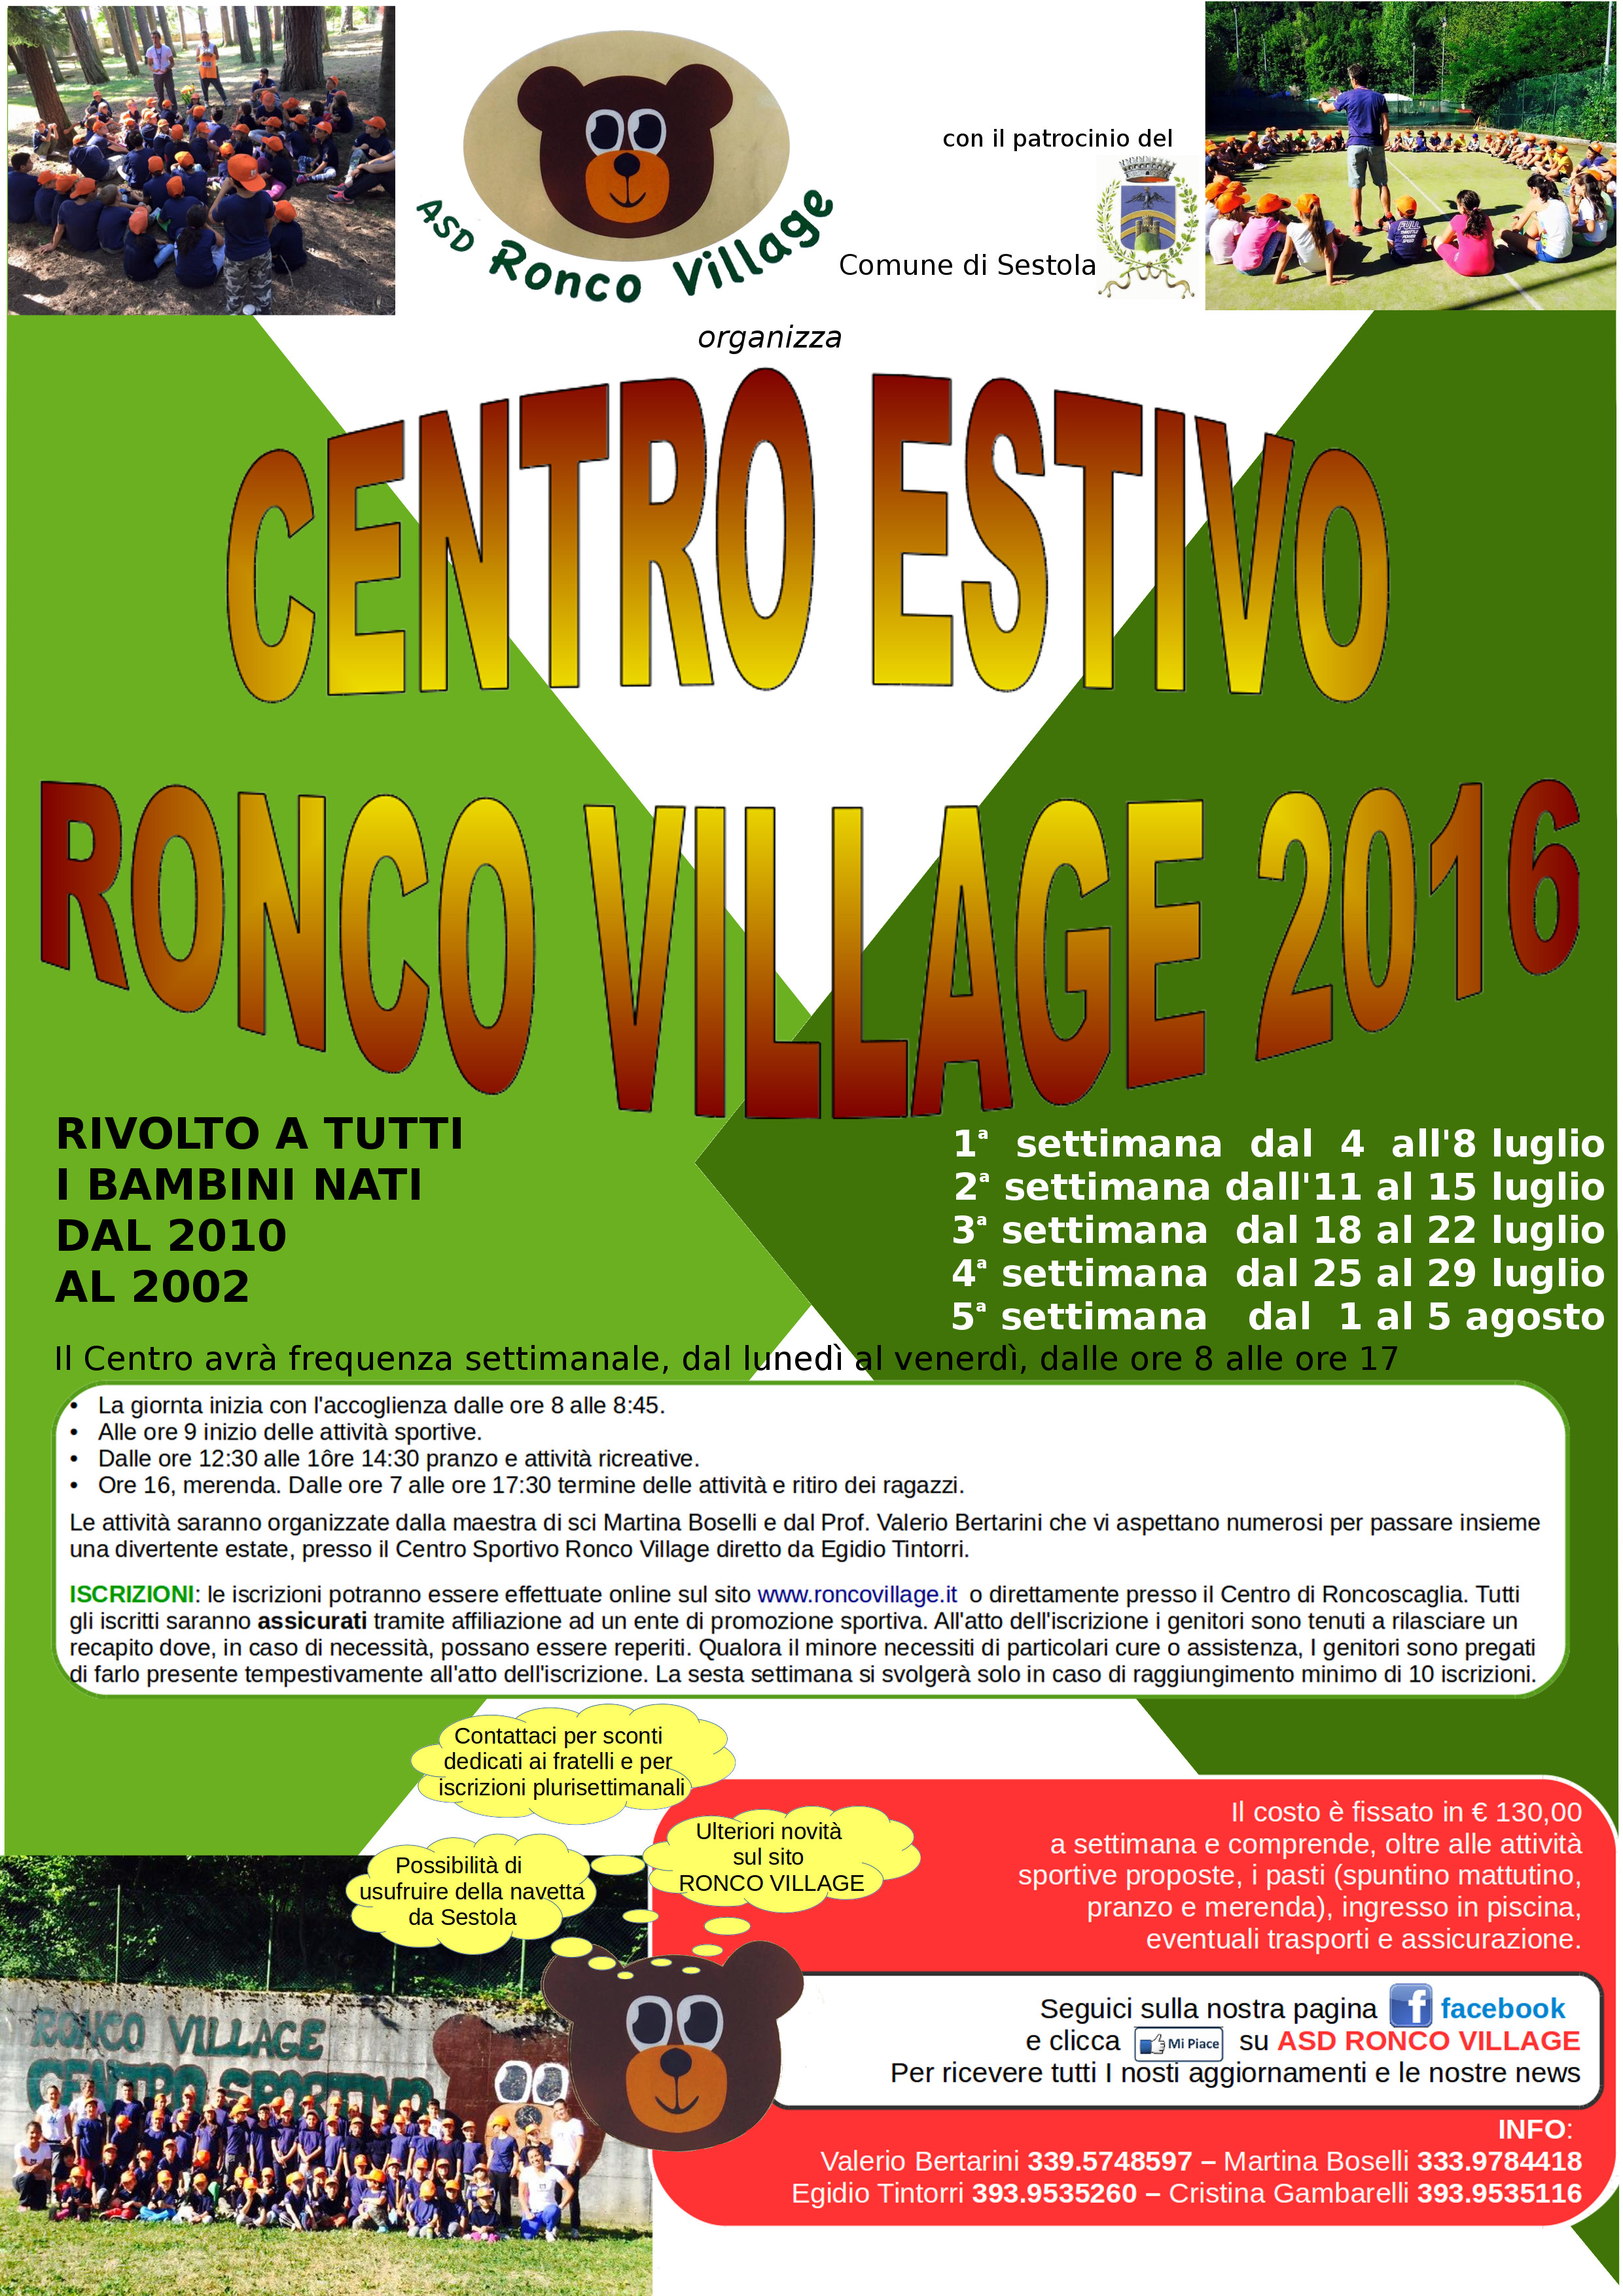 con il patrocinio del
ASD Ronco Village
Comune di Sestola
organizza
CENTRO ESTIVO
RONCO VILLAGE 2016
RIVOLTO A TUTTI
I BAMBINI NATI
DAL 2010
AL 2002
1ª settimana dal 4 all'8 luglio
2ª settimana dall'11 al 15 luglio
3ª settimana dal 18 al 22 luglio
4ª settimana dal 25 al 29 luglio
5ª settimana dal 1 al 5 agosto
Il Centro avrà frequenza settimanale, dal lunedì al venerdì, dalle ore 8 alle ore 17
• La giornta inizia con l'accoglienza dalle ore 8 alle 8:45.
• Alle ore 9 inizio delle attività sportive.
• Dalle ore 12:30 alle 1ôre 14:30 pranzo e attività ricreative.
• Ore 16, merenda. Dalle ore 7 alle ore 17:30 termine delle attività e ritiro dei ragazzi.
Le attività saranno organizzate dalla maestra di sci Martina Boselli e dal Prof. Valerio Bertarini che vi aspettano numerosi per passare insieme
una divertente estate, presso il Centro Sportivo Ronco Village diretto da Egidio Tintorri.
ISCRIZIONI: le iscrizioni potranno essere effettuate online sul sito www.roncovillage.it o direttamente presso il Centro di Roncoscaglia. Tutti
gli iscritti saranno assicurati tramite affiliazione ad un ente di promozione sportiva. All'atto dell'iscrizione i genitori sono tenuti a rilasciare un
recapito dove, in caso di necessità, possano essere reperiti. Qualora il minore necessiti di particolari cure o assistenza, I genitori sono pregati
di farlo presente tempestivamente all'atto dell'iscrizione. La sesta settimana si svolgerà solo in caso di raggiungimento minimo di 10 iscrizioni.
Contattaci per sconti
dedicati ai fratelli e per
iscrizioni plurisettimanali
Ulteriori novità
sul sito
RONCO VILLAGE
Possibilità di
usufruire della navetta
da Sestola
Il costo è fissato in € 130,00
a settimana e comprende, oltre alle attività
sportive proposte, i pasti (spuntino mattutino,
pranzo e merenda), ingresso in piscina,
eventuali trasporti e assicurazione.
Seguici sulla nostra pagina f facebook
e clicca Mi Piace su ASD RONCO VILLAGE
Per ricevere tutti I nosti aggiornamenti e le nostre news
INFO:
Valerio Bertarini 339.5748597 – Martina Boselli 333.9784418
Egidio Tintorri 393.9535260 – Cristina Gambarelli 393.9535116
RONCO VILLAGE
CENTRO SPORTIVO